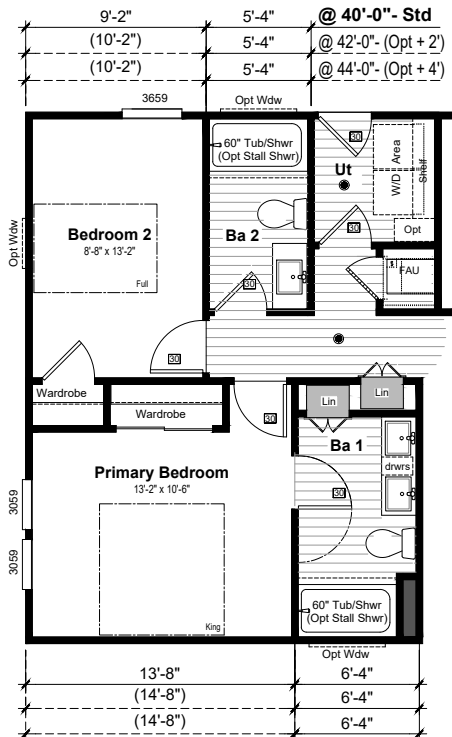 9'-2" 5'-4" @ 40'-0"- Std
(10'-2") 5'-4" @ 42'-0"- (Opt + 2')
(10'-2") 5'-4" @ 44'-0"- (Opt + 4')
3659
Opt Wdw
60" Tub/Shwr
(Opt Stall Shwr)
30
Ut
W/D Area
Shelf
Opt Wdw
Bedroom 2
8'-8" x 13'-2"
Full
Ba 2
30
Opt
FAU
30
30
30
Wardrobe
Wardrobe
30
Lin
Lin
Ba 1
drwrs
Primary Bedroom
13'-2" x 10'-6"
30
3059
3059
King
60" Tub/Shwr
(Opt Stall Shwr)
Opt Wdw
13'-8" 6'-4"
(14'-8") 6'-4"
(14'-8") 6'-4"